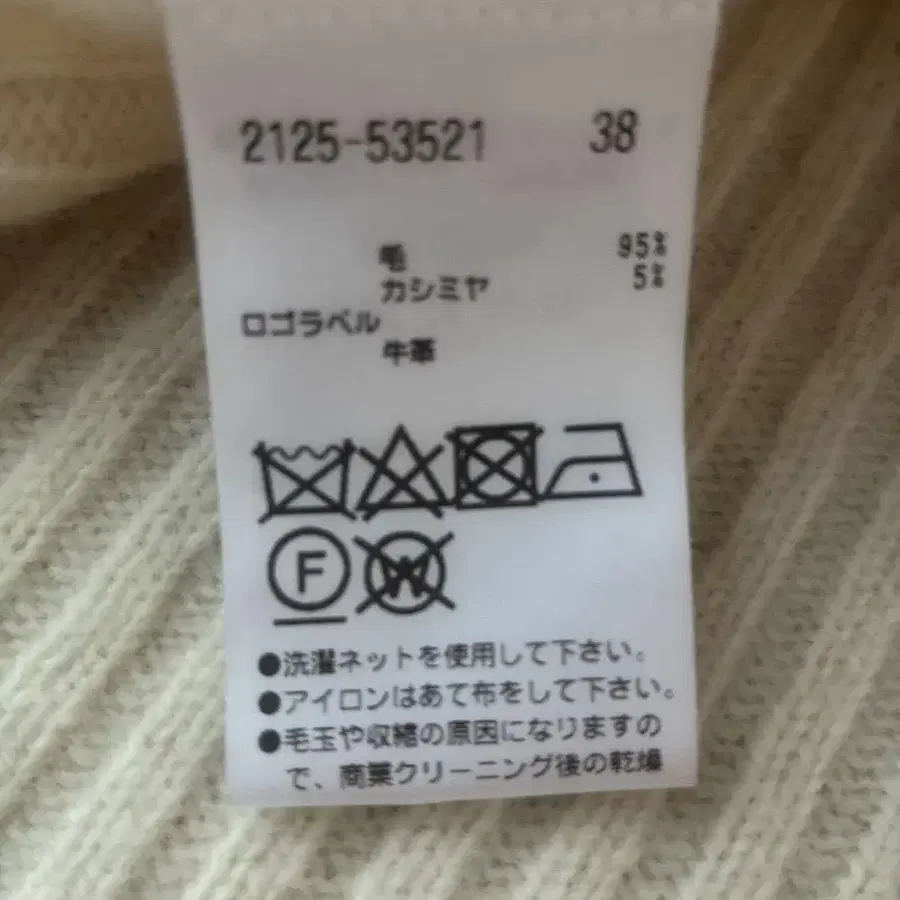 2125-53521 38
毛 95%
カシミヤ 5%
ロゴラベル
牛革
F W
●洗濯ネットを使用して下さい。
●アイロンはあて布をして下さい。
●毛玉や収縮の原因になりますの
で、商業クリーニング後の乾燥